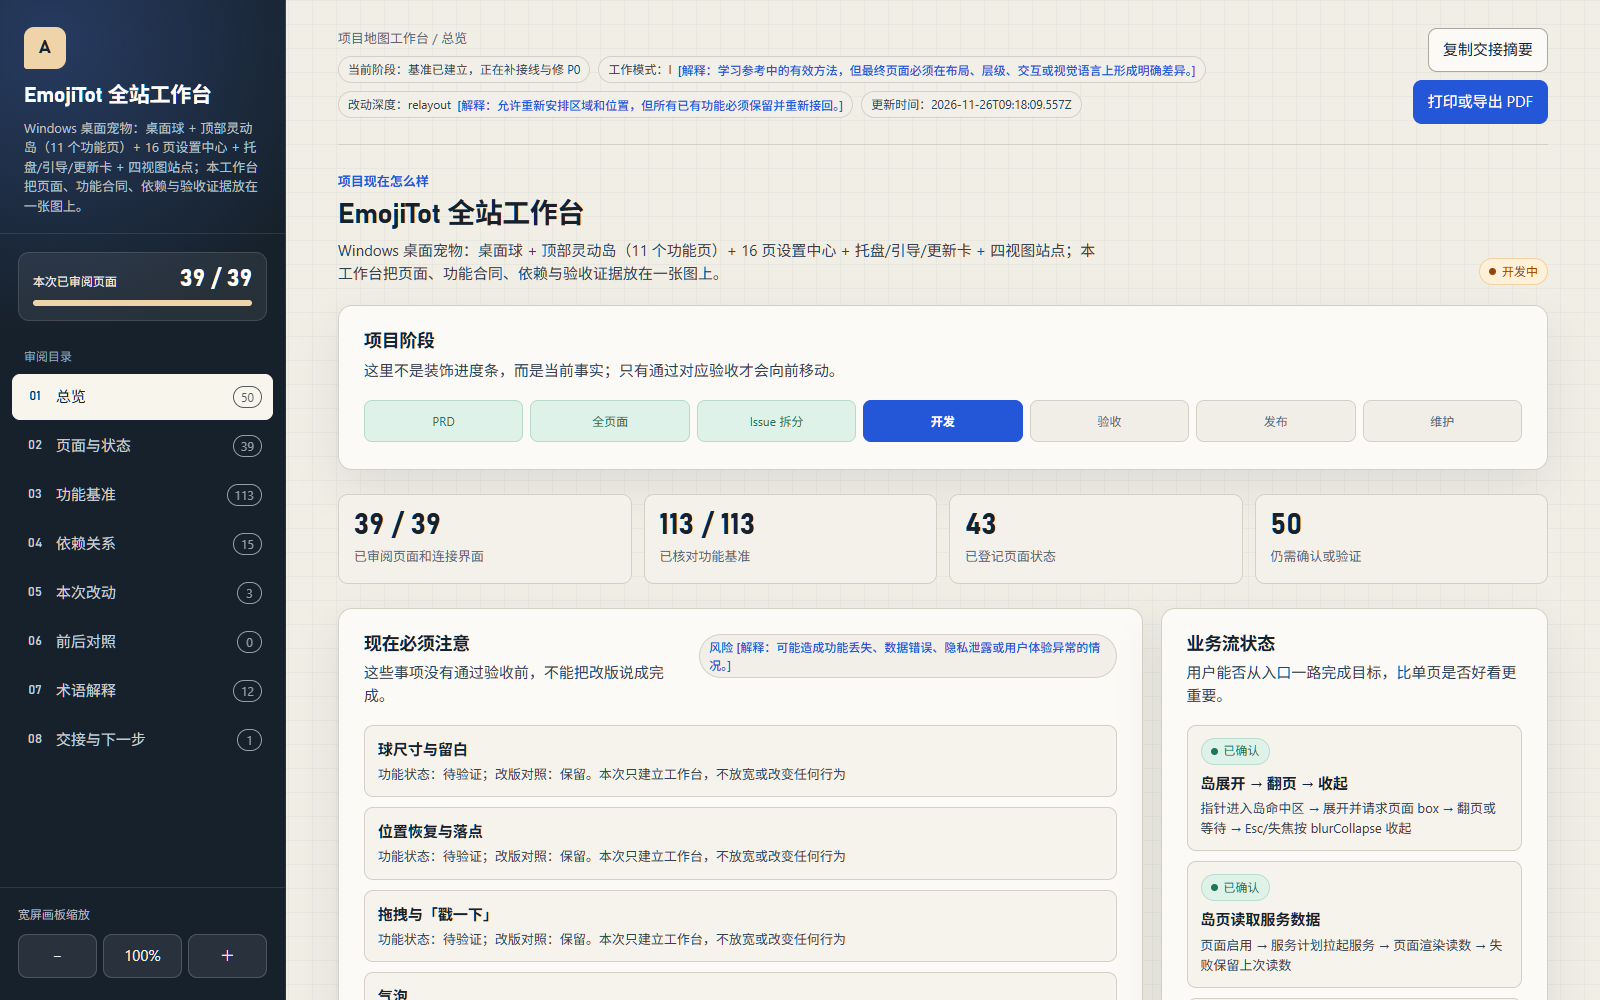 A
EmojiTot 全站工作台
Windows 桌面宠物：桌面球 + 顶部灵动
岛（11 个功能页）+ 16 页设置中心 + 托
盘/引导/更新卡 + 四视图站点；本工作台
把页面、功能合同、依赖与验收证据放在
一张图上。
本次已审阅页面 39 / 39
审阅目录
01 总览 50
02 页面与状态 39
03 功能基准 113
04 依赖关系 15
05 本次改动 3
06 前后对照 0
07 术语解释 12
08 交接与下一步 1
宽屏画板缩放
− 100% +
项目地图工作台 / 总览
当前阶段：基准已建立，正在补接线与修 P0
工作模式：I [解释：学习参考中的有效方法，但最终页面必须在布局、层级、交互或视觉语言上形成明确差异。]
改动深度：relayout [解释：允许重新安排区域和位置，但所有已有功能必须保留并重新接回。]
更新时间：2026-11-26T09:18:09.557Z
复制交接摘要
打印或导出 PDF
项目现在怎么样
EmojiTot 全站工作台
Windows 桌面宠物：桌面球 + 顶部灵动岛（11 个功能页）+ 16 页设置中心 + 托盘/引导/更新卡 + 四视图站点；本
工作台把页面、功能合同、依赖与验收证据放在一张图上。
开发中
项目阶段
这里不是装饰进度条，而是当前事实；只有通过对应验收才会向前移动。
PRD 全页面 Issue 拆分 开发 验收 发布 维护
39 / 39
已审阅页面和连接界面
113 / 113
已核对功能基准
43
已登记页面状态
50
仍需确认或验证
现在必须注意
这些事项没有通过验收前，不能把改版说成完
成。
风险 [解释：可能造成功能丢失、数据错误、隐私泄露或用户体验异常的情
况。]
球尺寸与留白
功能状态：待验证；改版对照：保留。本次只建立工作台，不放宽或改变任何行为
位置恢复与落点
功能状态：待验证；改版对照：保留。本次只建立工作台，不放宽或改变任何行为
拖拽与「戳一下」
功能状态：待验证；改版对照：保留。本次只建立工作台，不放宽或改变任何行为
气泡
业务流状态
用户能否从入口一路完成目标，比单页是否好看更
重要。
已确认
岛展开 → 翻页 → 收起
指针进入岛命中区 → 展开并请求页面 box → 翻页或
等待 → Esc/失焦按 blurCollapse 收起
已确认
岛页读取服务数据
页面启用 → 服务计划拉起服务 → 页面渲染读数 → 失
败保留上次读数